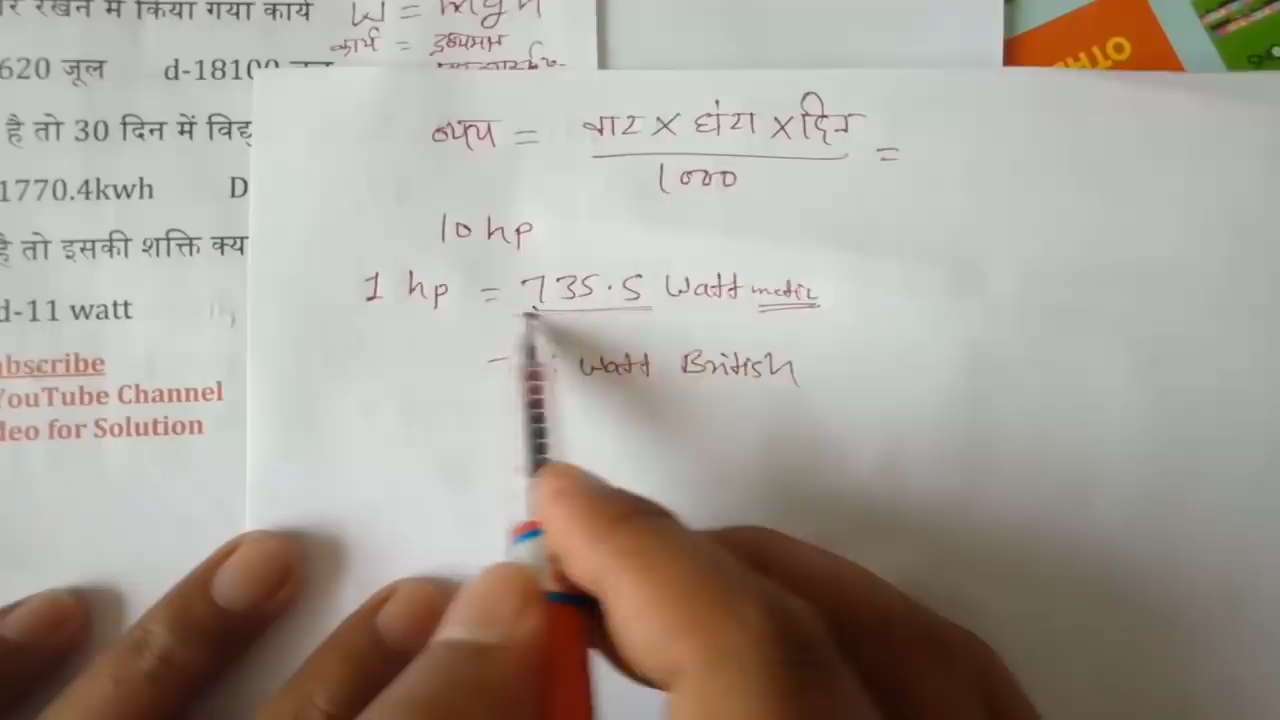 रखने में किया गया कार्य
W = mgh
कार्य = द्रव्यमान
620 जूल d-18100
है तो 30 दिन में विद्
1770.4kwh D
है तो इसकी शक्ति क्य
d-11 watt
ubscribe
YouTube Channel
deo for Solution
व्यय = वाट × घंटा × दिन =
1000
10 hp
1 hp = 735.5 Watt metric
watt British
OTHE